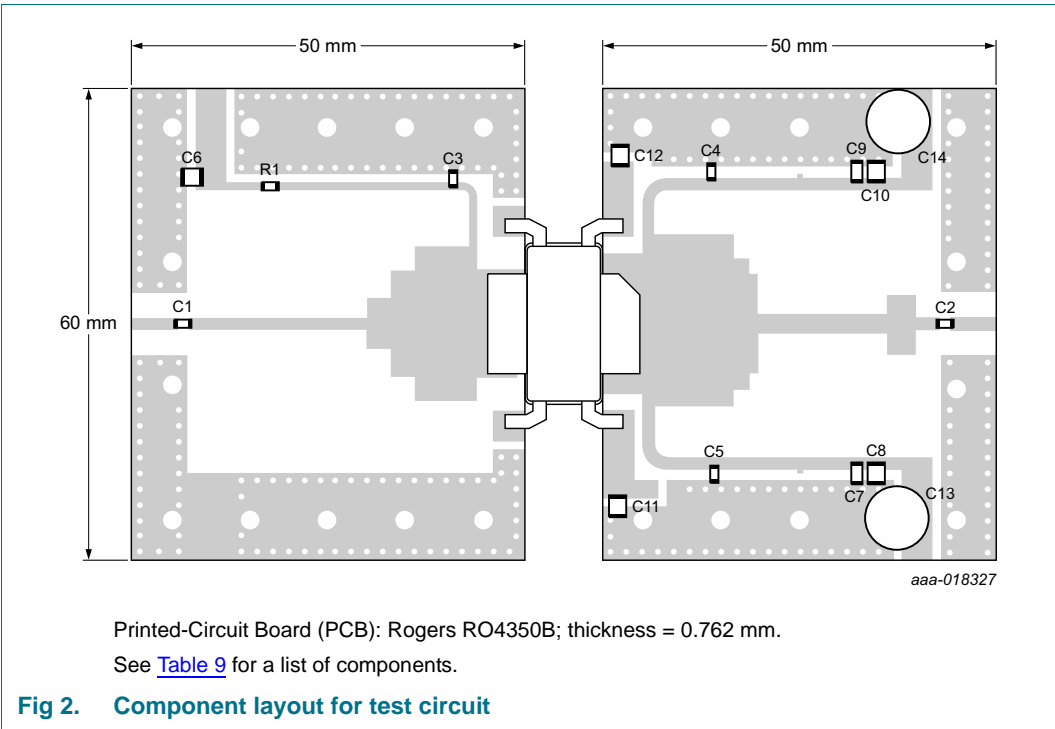 50 mm
50 mm
60 mm
C6
R1
C3
C1
C12
C4
C9
C14
C10
C2
C5
C8
C11
C7
C13
aaa-018327
Printed-Circuit Board (PCB): Rogers RO4350B; thickness = 0.762 mm.
See Table 9 for a list of components.
Fig 2. Component layout for test circuit